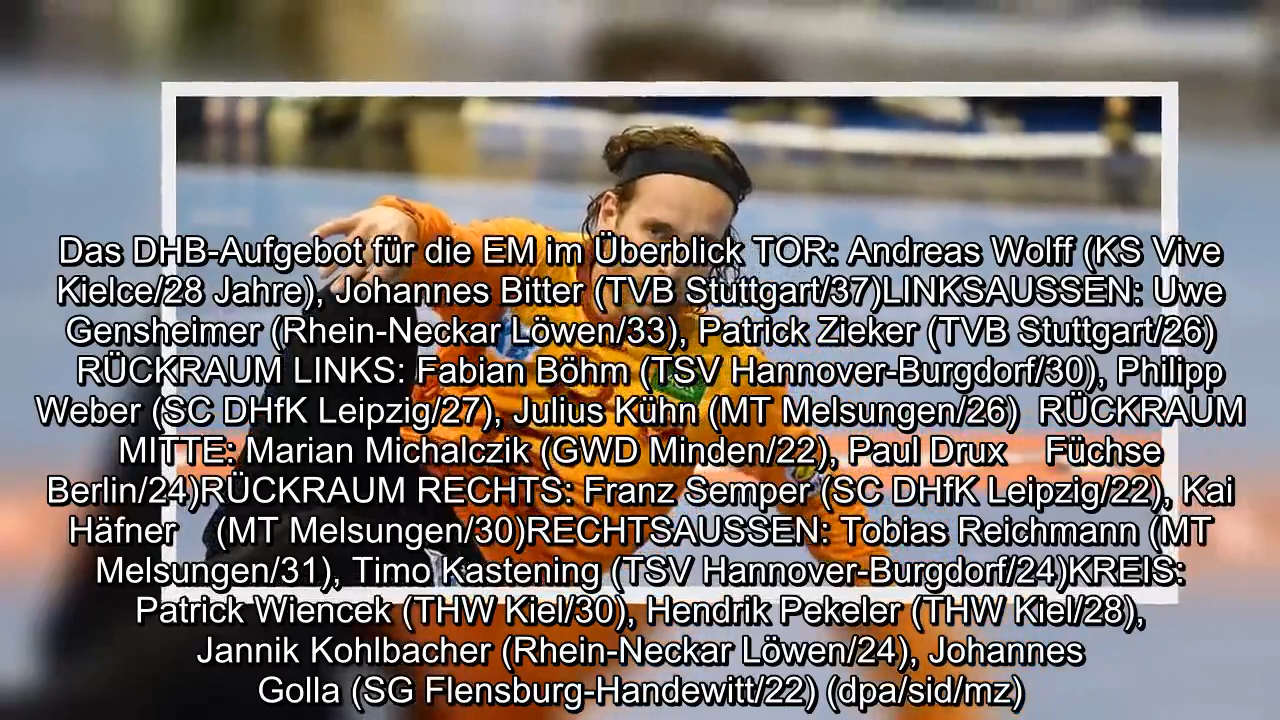 Das DHB-Aufgebot für die EM im Überblick TOR: Andreas Wolff (KS Vive
Kielce/28 Jahre), Johannes Bitter (TVB Stuttgart/37)LINKSAUSSEN: Uwe
Gensheimer (Rhein-Neckar Löwen/33), Patrick Zieker (TVB Stuttgart/26)
RÜCKRAUM LINKS: Fabian Böhm (TSV Hannover-Burgdorf/30), Philipp
Weber (SC DHfK Leipzig/27), Julius Kühn (MT Melsungen/26)  RÜCKRAUM
MITTE: Marian Michalczik (GWD Minden/22), Paul Drux    Füchse
Berlin/24)RÜCKRAUM RECHTS: Franz Semper (SC DHfK Leipzig/22), Kai
Häfner    (MT Melsungen/30)RECHTSAUSSEN: Tobias Reichmann (MT
Melsungen/31), Timo Kastening (TSV Hannover-Burgdorf/24)KREIS:
Patrick Wiencek (THW Kiel/30), Hendrik Pekeler (THW Kiel/28),
Jannik Kohlbacher (Rhein-Neckar Löwen/24), Johannes
Golla (SG Flensburg-Handewitt/22) (dpa/sid/mz)